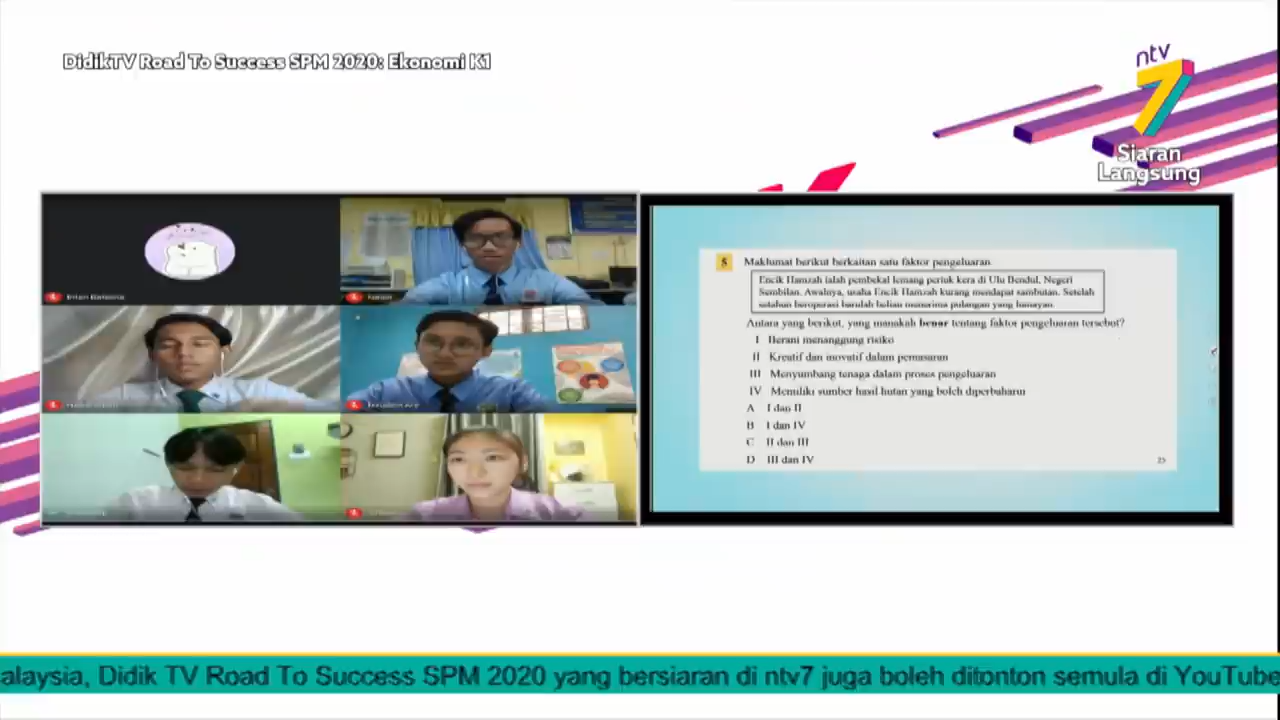 DidikTV Road To Success SPM 2020: Ekonomi K1
ntv
7
Siaran
Langsung
5 Maklumat berikut berkaitan satu faktor pengeluaran
Encik Hamzah ialah pembekal lemang periuk kera di Ulu Bendul, Negeri
Sembilan. Awalnya, usaha Encik Hamzah kurang mendapat sambutan. Setelah
setahun beroperasi barulah beliau menerima pulangan yang lumayan.
Antara yang berikut, yang manakah benar tentang faktor pengeluaran tersebut?
I Berani menanggung risiko
II Kreatif dan inovatif dalam pemasaran
III Menyumbang tenaga dalam proses pengeluaran
IV Memiliki sumber hasil hutan yang boleh diperbaharui
A I dan II
B I dan IV
C II dan III
D III dan IV
23
alaysia, Didik TV Road To Success SPM 2020 yang bersiaran di ntv7 juga boleh ditonton semula di YouTube